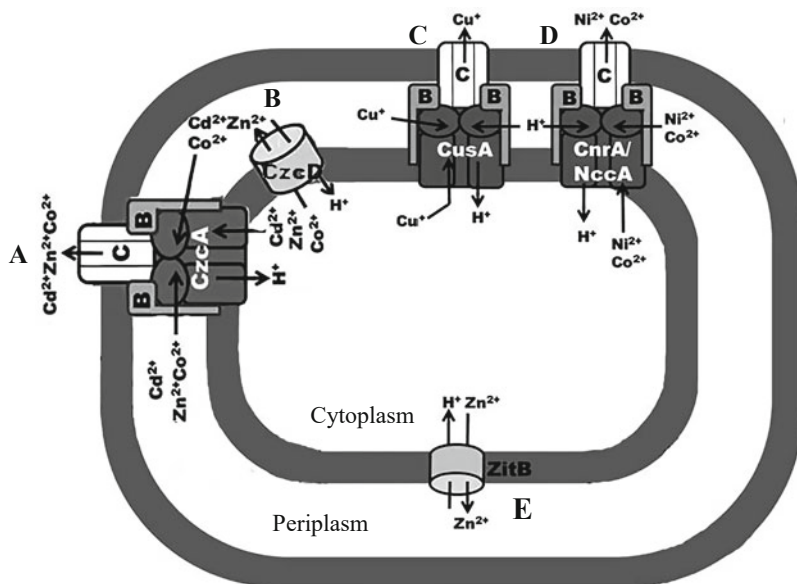 C
Cu⁺
D
Ni²⁺ Co²⁺
C
C
B
B
B
B
B
Cd²⁺Zn²⁺
Co²⁺
CzcD
H⁺
Cu⁺
H⁺
Ni²⁺
Co²⁺
CusA
CnrA/
NccA
Cu⁺
H⁺
H⁺
Ni²⁺
Co²⁺
A
Cd²⁺Zn²⁺Co²⁺
C
B
B
CzcA
Cd²⁺
Zn²⁺
Co²⁺
H⁺
Cd²⁺
Zn²⁺Co²⁺
Cytoplasm
H⁺ Zn²⁺
ZitB
E
Zn²⁺
Periplasm